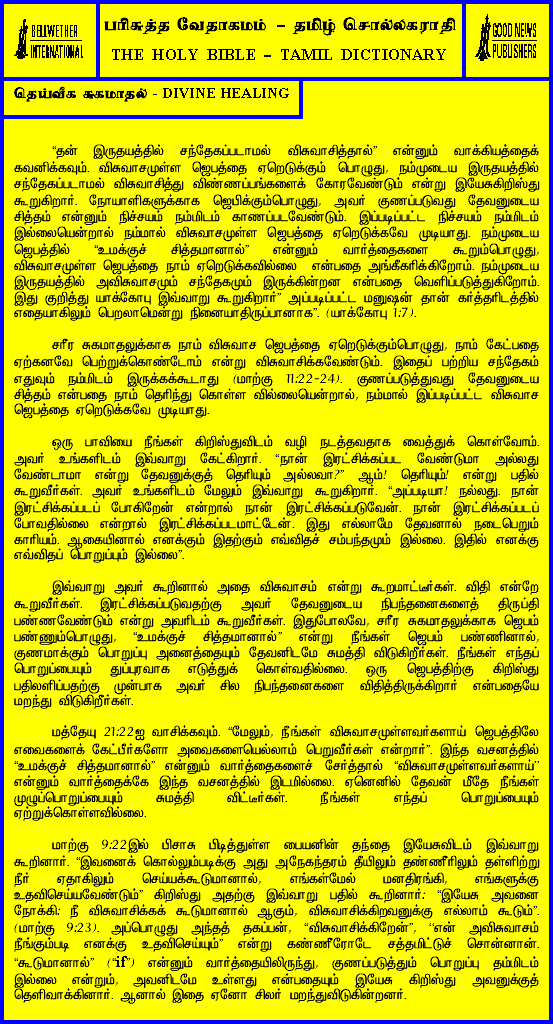 BELLWETHER
INTERNATIONAL
பரிசுத்த வேதாகமம் – தமிழ் சொல்லகராதி
THE HOLY BIBLE – TAMIL DICTIONARY
GOOD NEWS
PUBLISHERS
தெய்வீக சுகமாதல் - DIVINE HEALING
“தன் இருதயத்தில் சந்தேகப்படாமல் விசுவாசித்தால்” என்னும் வாக்கியத்தைக்
கவனிக்கவும். விசுவாசமுள்ள ஜெபத்தை ஏறெடுக்கும் பொழுது, நம்முடைய இருதயத்தில்
சந்தேகப்படாமல் விசுவாசித்து விண்ணப்பங்களைக் கோரவேண்டும் என்று இயேசுகிறிஸ்து
கூறுகிறார். நோயாளிகளுக்காக ஜெபிக்கும்பொழுது, அவர் குணப்படுவது தேவனுடைய
சித்தம் என்னும் நிச்சயம் நம்மிடம் காணப்படவேண்டும். இப்படிப்பட்ட நிச்சயம் நம்மிடம்
இல்லையென்றால் நம்மால் விசுவாசமுள்ள ஜெபத்தை ஏறெடுக்கவே முடியாது. நம்முடைய
ஜெபத்தில் “உமக்குச் சித்தமானால்” என்னும் வார்த்தைகளை கூறும்பொழுது,
விசுவாசமுள்ள ஜெபத்தை நாம் ஏறெடுக்கவில்லை என்பதை அங்கீகரிக்கிறோம். நம்முடைய
இருதயத்தில் அவிசுவாசமும் சந்தேகமும் இருக்கின்றன என்பதை வெளிப்படுத்துகிறோம்.
இது குறித்து யாக்கோபு இவ்வாறு கூறுகிறார்” அப்படிப்பட்ட மனுஷன் தான் கர்த்தரிடத்தில்
எதையாகிலும் பெறலாமென்று நினையாதிருப்பானாக”. (யாக்கோபு 1:7).
சரீர சுகமாதலுக்காக நாம் விசுவாச ஜெபத்தை ஏறெடுக்கும்பொழுது, நாம் கேட்பதை
ஏற்கனவே பெற்றுக்கொண்டோம் என்று விசுவாசிக்கவேண்டும். இதைப் பற்றிய சந்தேகம்
எதுவும் நம்மிடம் இருக்கக்கூடாது (மாற்கு 11:22-24). குணப்படுத்துவது தேவனுடைய
சித்தம் என்பதை நாம் தெரிந்து கொள்ள வில்லையென்றால், நம்மால் இப்படிப்பட்ட விசுவாச
ஜெபத்தை ஏறெடுக்கவே முடியாது.
ஒரு பாவியை நீங்கள் கிறிஸ்துவிடம் வழி நடத்தவதாக வைத்துக் கொள்வோம்.
அவர் உங்களிடம் இவ்வாறு கேட்கிறார். “நான் இரட்சிக்கப்பட வேண்டுமா அல்லது
வேண்டாமா என்று தேவனுக்குத் தெரியும் அல்லவா?” ஆம்! தெரியும்! என்று பதில்
கூறுவீர்கள். அவர் உங்களிடம் மேலும் இவ்வாறு கூறுகிறார். “அப்படியா! நல்லது. நான்
இரட்சிக்கப்படப் போகிறேன் என்றால் நான் இரட்சிக்கப்படுவேன். நான் இரட்சிக்கப்படப்
போவதில்லை என்றால் இரட்சிக்கப்படமாட்டேன். இது எல்லாமே தேவனால் நடைபெறும்
காரியம். ஆகையினால் எனக்கும் இதற்கும் எவ்விதச் சம்பந்தமும் இல்லை. இதில் எனக்கு
எவ்விதப் பொறுப்பும் இல்லை”.
இவ்வாறு அவர் கூறினால் அதை விசுவாசம் என்று கூறமாட்டீர்கள். விதி என்றே
கூறுவீர்கள். இரட்சிக்கப்படுவதற்கு அவர் தேவனுடைய நிபந்தனைகளைத் திருப்தி
பண்ணவேண்டும் என்று அவரிடம் கூறுவீர்கள். இதுபோலவே, சரீர சுகமாதலுக்காக ஜெபம்
பண்ணும்பொழுது, “உமக்குச் சித்தமானால்” என்று நீங்கள் ஜெபம் பண்ணினால்,
குணமாக்கும் பொறுப்பு அனைத்தையும் தேவனிடமே சுமத்தி விடுகிறீர்கள். நீங்கள் எந்தப்
பொறுப்பையும் துப்புரவாக எடுத்துக் கொள்வதில்லை. ஒரு ஜெபத்திற்கு கிறிஸ்து
பதிலளிப்பதற்கு முன்பாக அவர் சில நிபந்தனைகளை விதித்திருக்கிறார் என்பதையே
மறந்து விடுகிறீர்கள்.
மத்தேயு 21:22ஐ வாசிக்கவும். “மேலும், நீங்கள் விசுவாசமுள்ளவர்களாய் ஜெபத்திலே
எவைகளைக் கேட்பீர்களோ அவைகளையெல்லாம் பெறுவீர்கள் என்றார்”. இந்த வசனத்தில்
“உமக்குச் சித்தமானால்” என்னும் வார்த்தைகளைச் சேர்த்தால் “விசுவாசமுள்ளவர்களாய்”
என்னும் வார்த்தைக்கே இந்த வசனத்தில் இடமில்லை. ஏனெனில் தேவன் மீதே நீங்கள்
முழுப்பொறுப்பையும் சுமத்தி விட்டீர்கள். நீங்கள் எந்தப் பொறுப்பையும்
ஏற்றுக்கொள்ளவில்லை.
மாற்கு 9:22இல் பிசாசு பிடித்துள்ள பையனின் தந்தை இயேசுவிடம் இவ்வாறு
கூறினார். “இவனைக் கொல்லும்படிக்கு அது அநேகந்தரம் தீயிலும் தண்ணீரிலும் தள்ளிற்று
நீர் ஏதாகிலும் செய்யக்கூடுமானால், எங்கள்மேல் மனதிரங்கி, எங்களுக்கு
உதவிசெய்யவேண்டும்” கிறிஸ்து அதற்கு இவ்வாறு பதில் கூறினார்: “இயேசு அவனை
நோக்கி: நீ விசுவாசிக்கக் கூடுமானால் ஆகும், விசுவாசிக்கிறவனுக்கு எல்லாம் கூடும்”.
(மாற்கு 9:23). அப்பொழுது அந்தத் தகப்பன், “விசுவாசிக்கிறேன்”, “என் அவிசுவாசம்
நீங்கும்படி எனக்கு உதவிசெய்யும்” என்று கண்ணீரோடே சத்தமிட்டுச் சொன்னான்.
“கூடுமானால்” (“if”) என்னும் வார்த்தையிலிருந்து, குணப்படுத்தும் பொறுப்பு தம்மிடம்
இல்லை என்றும், அவனிடமே உள்ளது என்பதையும் இயேசு கிறிஸ்து அவனுக்குத்
தெளிவாக்கினார். ஆனால் இதை ஏனோ சிலர் மறந்துவிடுகின்றனர்.